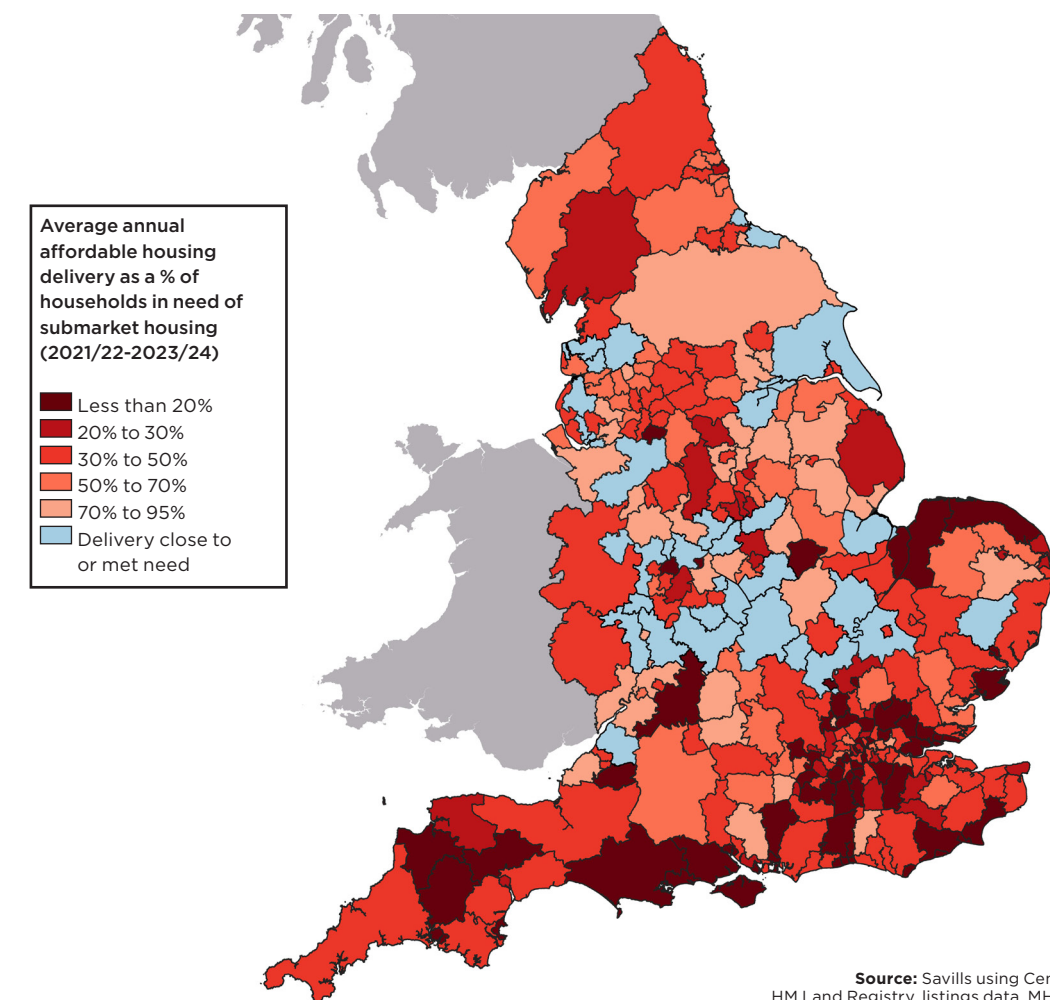 Average annual
affordable housing
delivery as a % of
households in need of
submarket housing
(2021/22-2023/24)
Less than 20%
20% to 30%
30% to 50%
50% to 70%
70% to 95%
Delivery close to
or met need
Source: Savills using Cen
HM Land Registry, listings data, MH